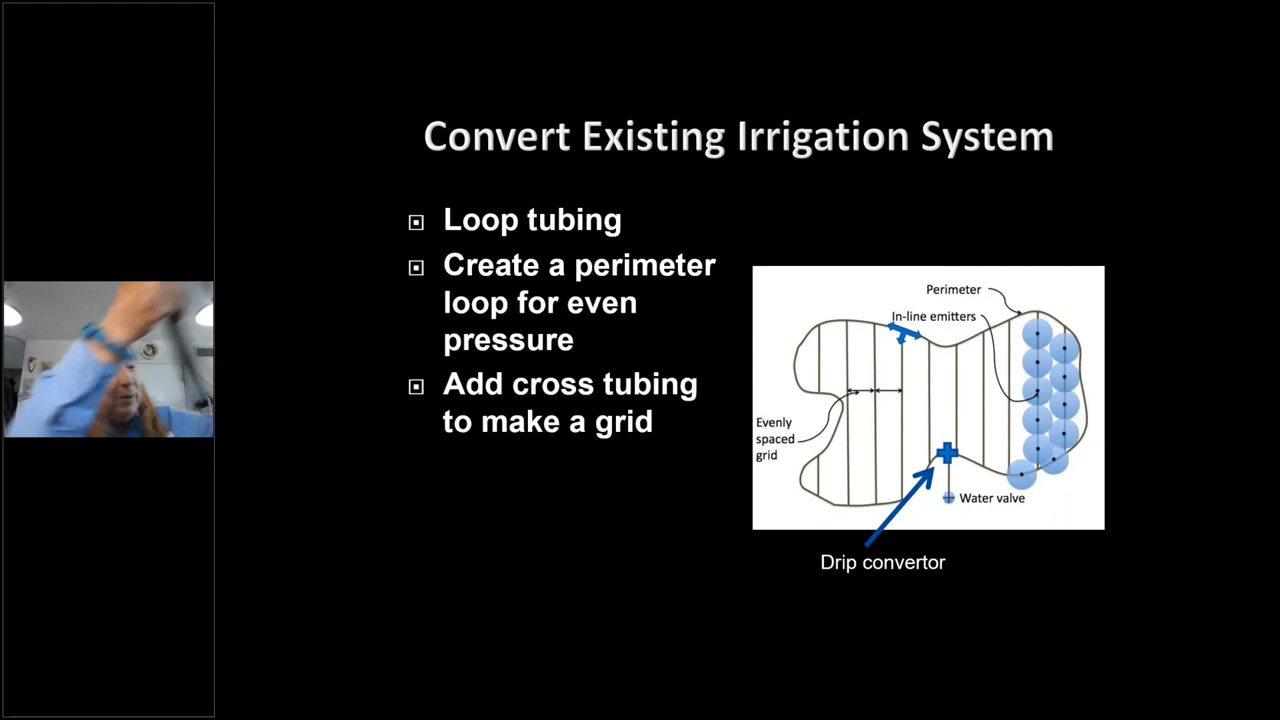 Convert Existing Irrigation System
Loop tubing
Create a perimeter
loop for even
pressure
Add cross tubing
to make a grid
Perimeter
In-line emitters
Evenly
spaced
grid
Water valve
Drip convertor